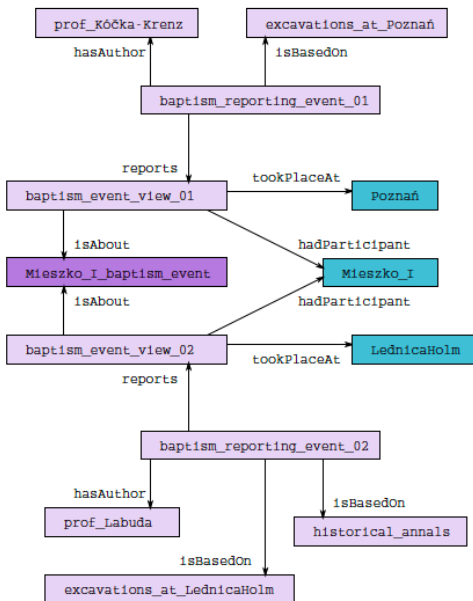 prof_Kóčka-Krenz
excavations_at_Poznań
hasAuthor
isBasedOn
baptism_reporting_event_01
reports
tookPlaceAt
baptism_event_view_01
Poznań
isAbout
hadParticipant
Mieszko_I_baptism_event
Mieszko_I
isAbout
hadParticipant
baptism_event_view_02
LednicaHolm
tookPlaceAt
reports
baptism_reporting_event_02
hasAuthor
isBasedOn
prof_Labuda
historical_annals
isBasedOn
excavations_at_LednicaHolm